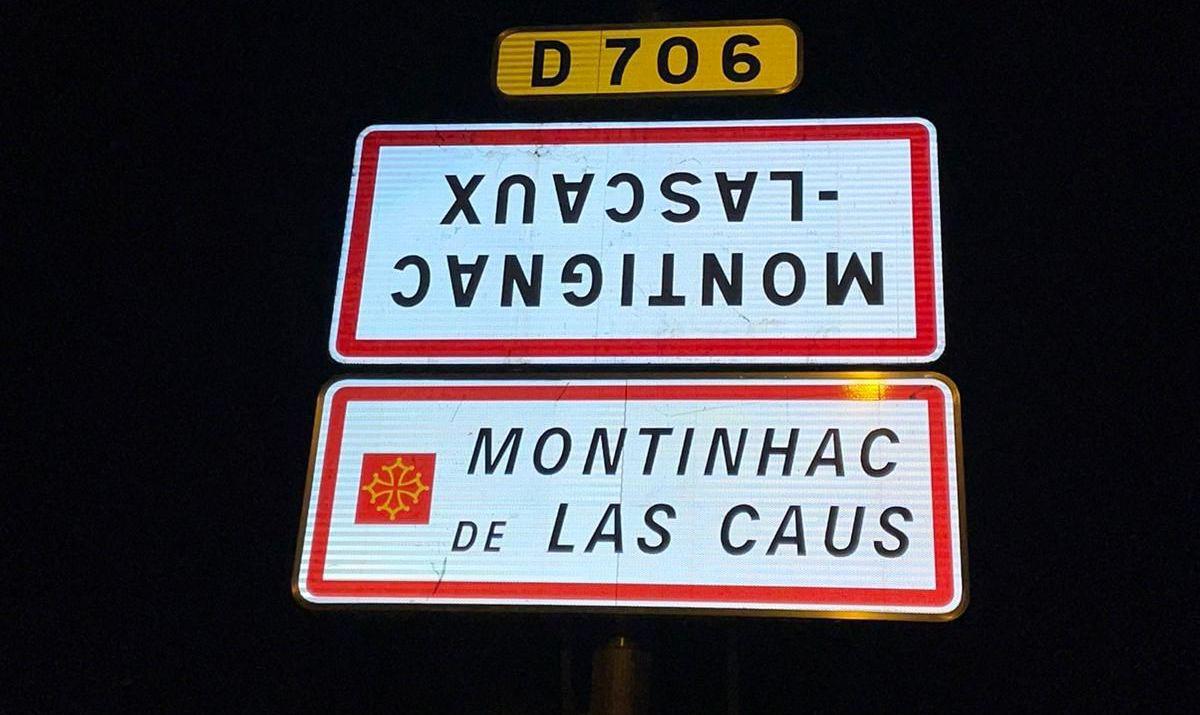 D 706
MONTIGNAC
-LASCAUX
MONTINHAC
DE LAS CAUS